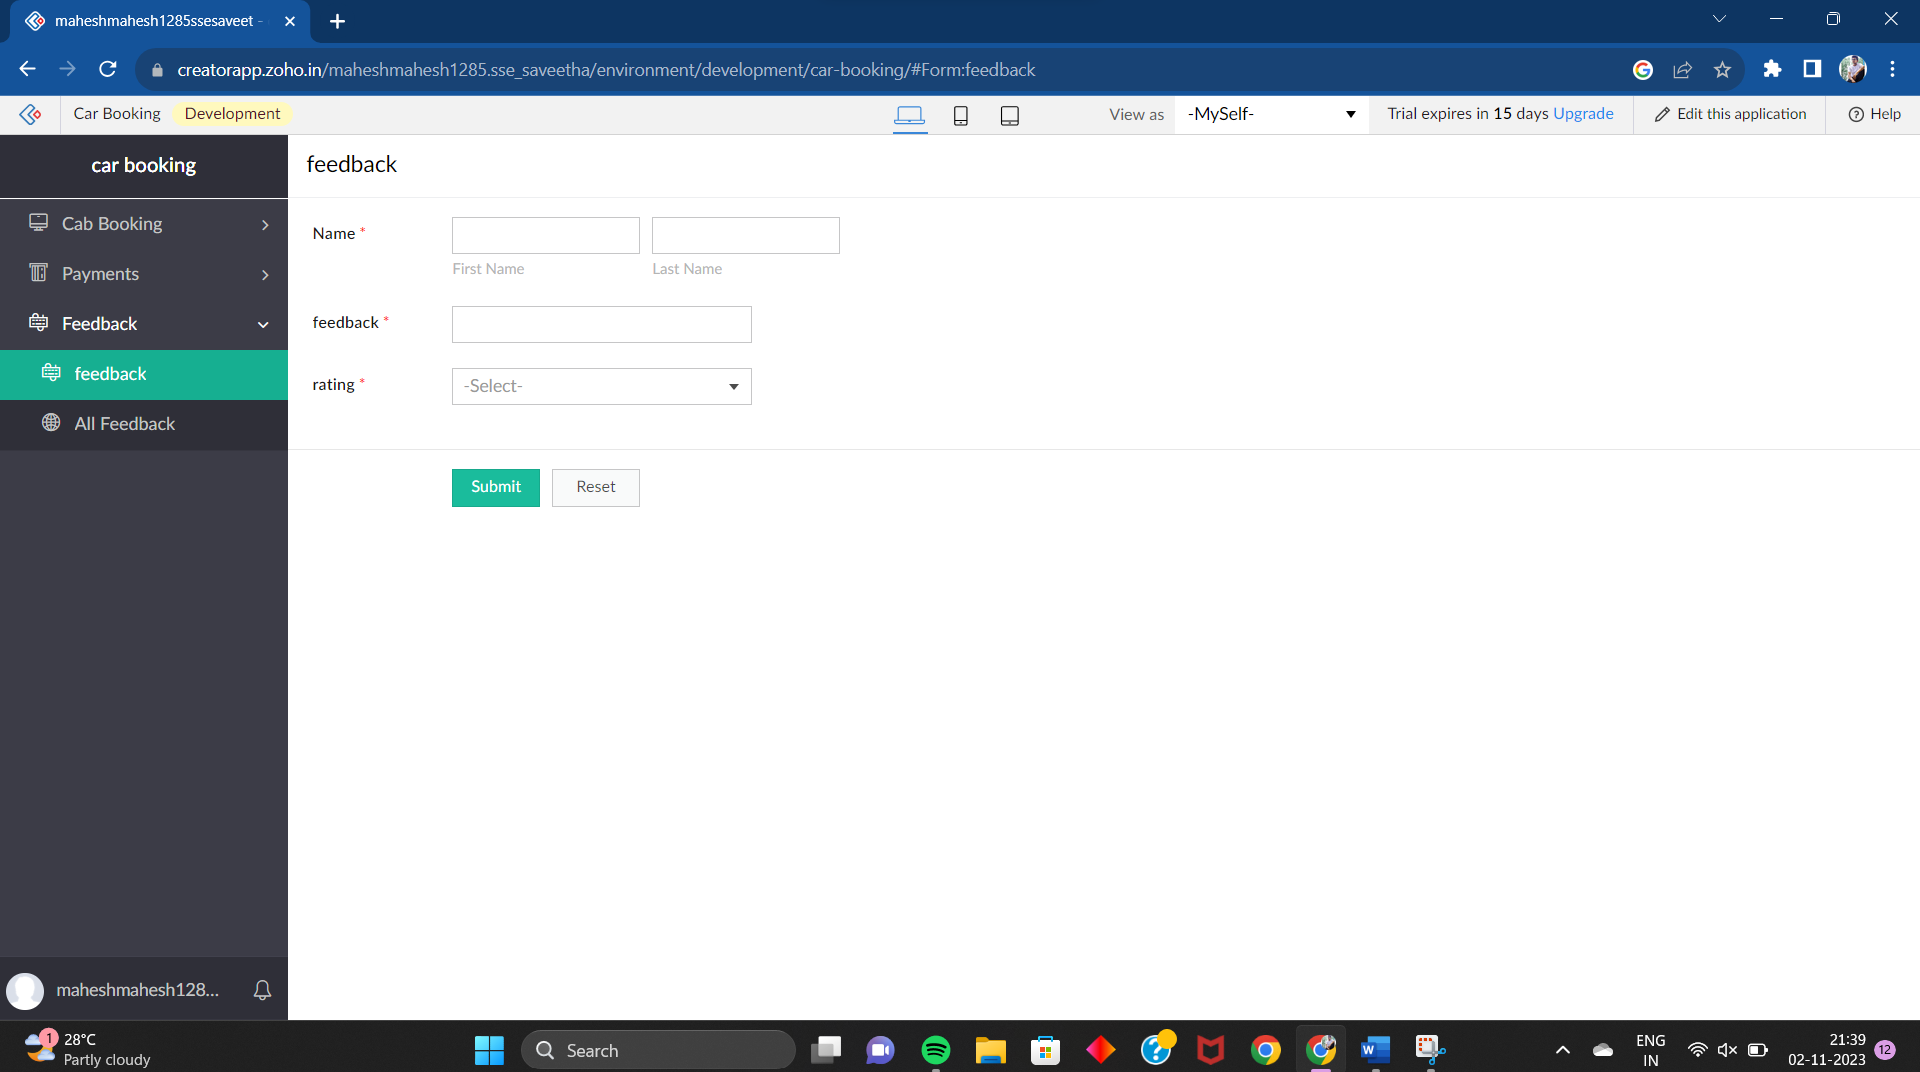 maheshmahesh1285ssesaveet -
creatorapp.zoho.in/maheshmahesh1285.sse_saveetha/environment/development/car-booking/#Form:feedback
Car Booking Development View as -MySelf- Trial expires in 15 days Upgrade Edit this application Help
car booking
feedback
Cab Booking
Payments
Feedback
feedback
All Feedback
Name *
First Name Last Name
feedback *
rating * -Select-
Submit Reset
maheshmahesh128...
1
28°C
Partly cloudy
Search
W
ENG
IN
21:39
02-11-2023
12